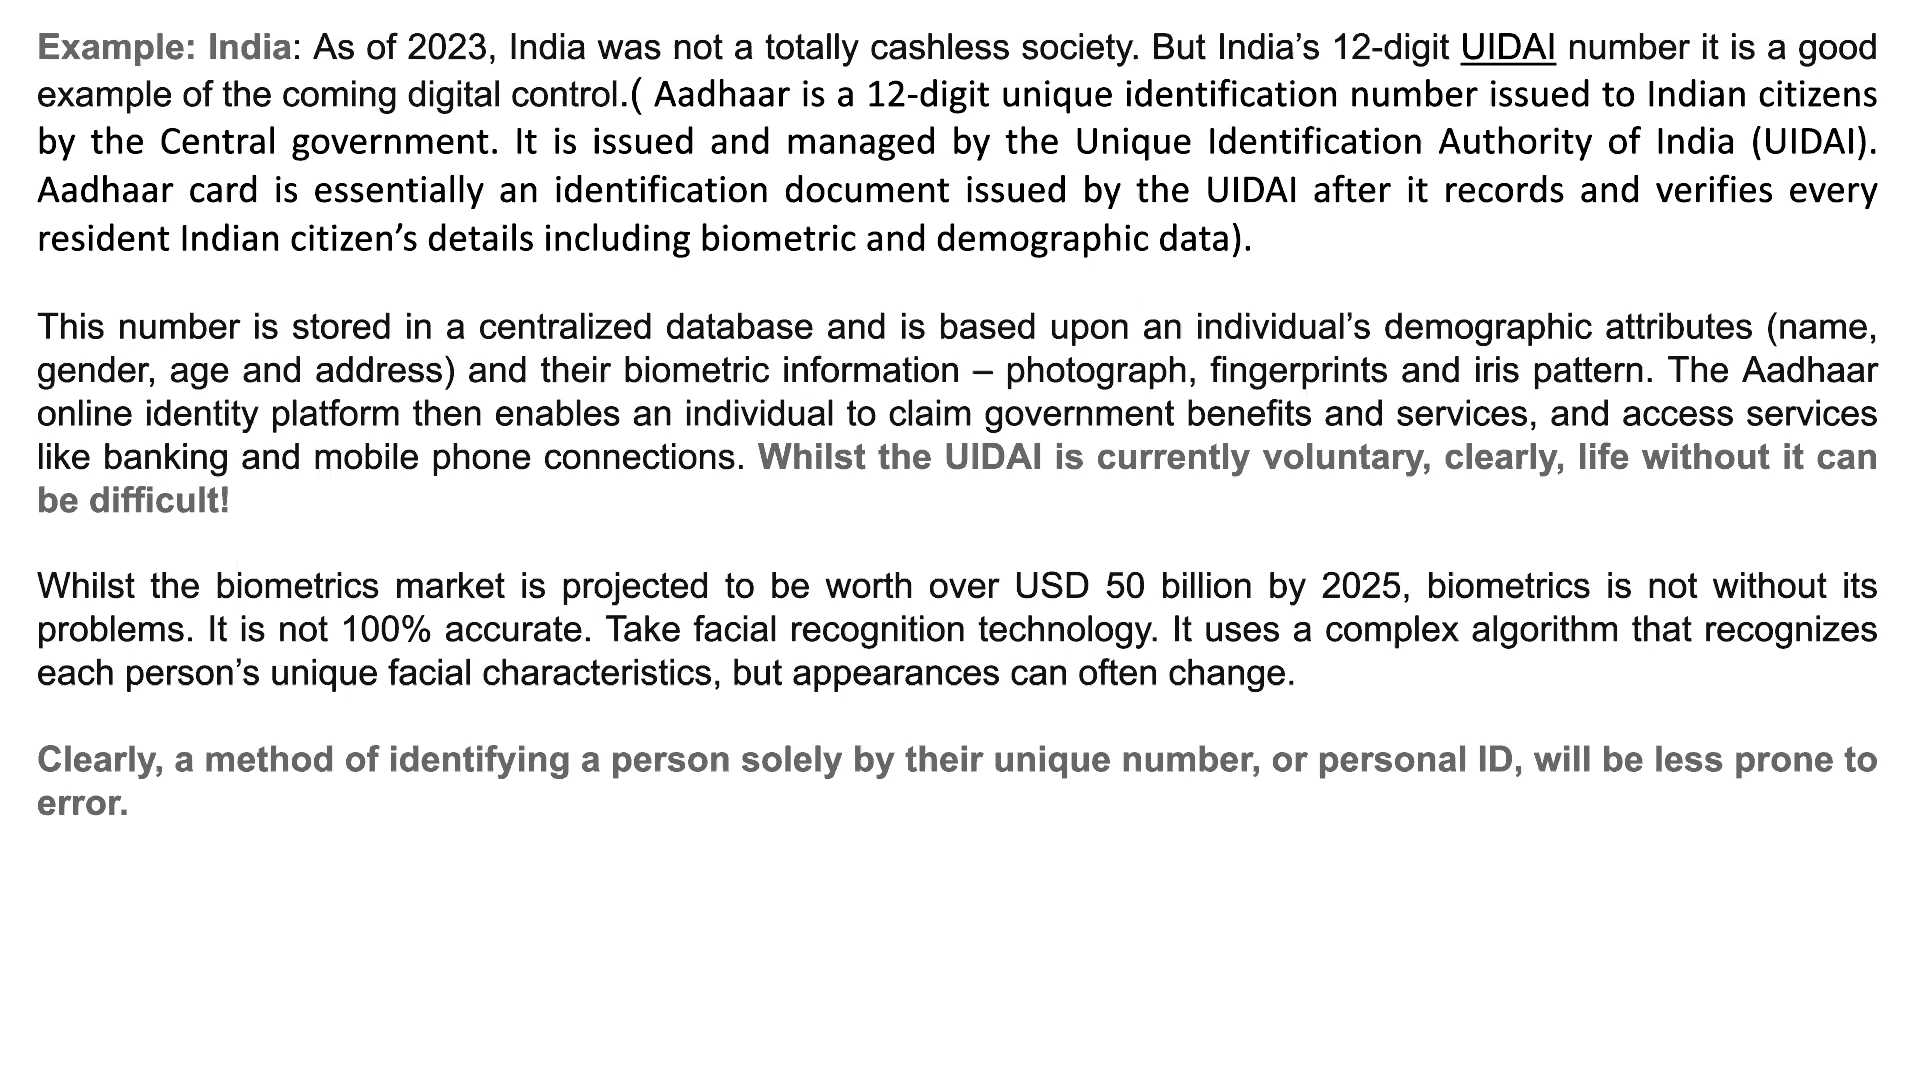 Example: India: As of 2023, India was not a totally cashless society. But India’s 12-digit UIDAI number it is a good
example of the coming digital control.( Aadhaar is a 12-digit unique identification number issued to Indian citizens
by the Central government. It is issued and managed by the Unique Identification Authority of India (UIDAI).
Aadhaar card is essentially an identification document issued by the UIDAI after it records and verifies every
resident Indian citizen’s details including biometric and demographic data).
This number is stored in a centralized database and is based upon an individual’s demographic attributes (name,
gender, age and address) and their biometric information – photograph, fingerprints and iris pattern. The Aadhaar
online identity platform then enables an individual to claim government benefits and services, and access services
like banking and mobile phone connections. Whilst the UIDAI is currently voluntary, clearly, life without it can
be difficult!
Whilst the biometrics market is projected to be worth over USD 50 billion by 2025, biometrics is not without its
problems. It is not 100% accurate. Take facial recognition technology. It uses a complex algorithm that recognizes
each person’s unique facial characteristics, but appearances can often change.
Clearly, a method of identifying a person solely by their unique number, or personal ID, will be less prone to
error.